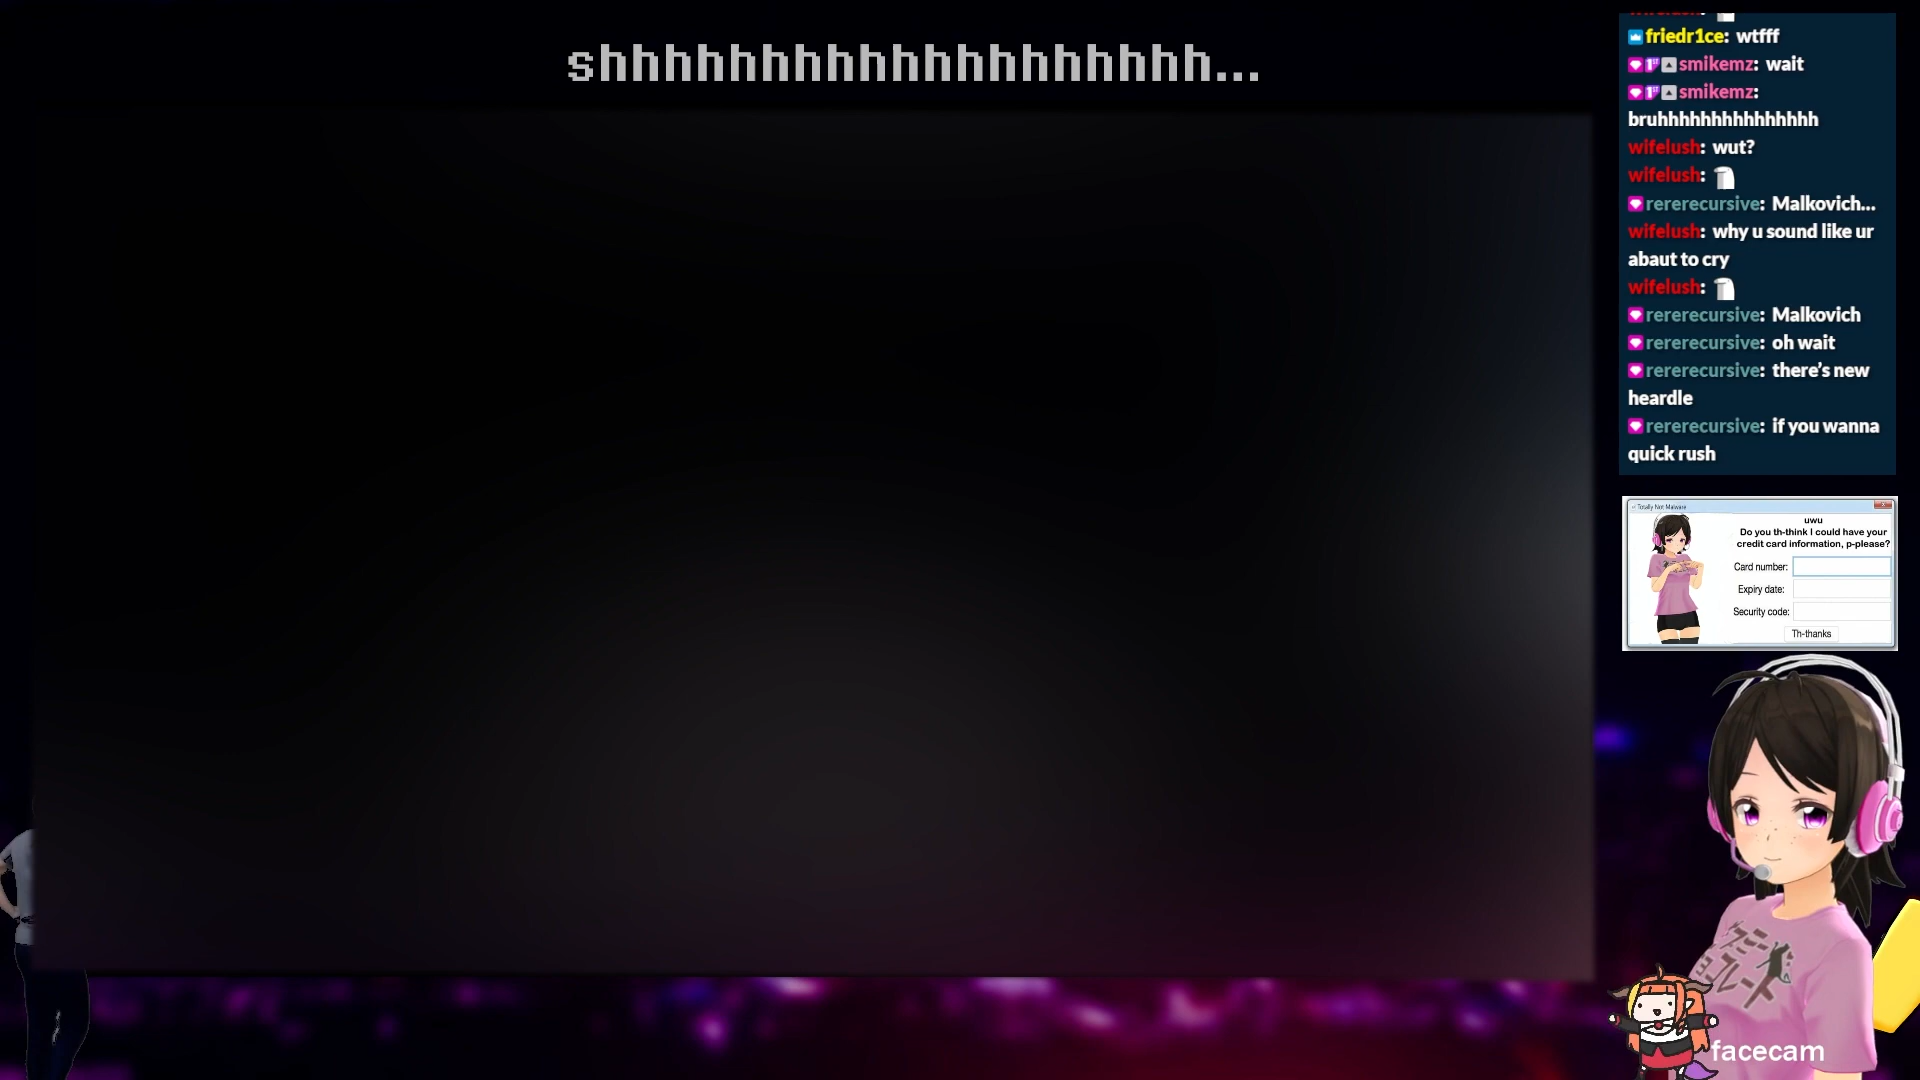 shhhhhhhhhhhhhhhhhhh...
friedr1ce: wtfff
smikemz: wait
smikemz:
bruhhhhhhhhhhhhhhh
wifelush: wut?
wifelush:
rererecursive: Malkovich...
wifelush: why u sound like ur
abaut to cry
wifelush:
rererecursive: Malkovich
rererecursive: oh wait
rererecursive: there's new
heardle
rererecursive: if you wanna
quick rush
Totally Not Malware
uwu
Do you th-think I could have your
credit card information, p-please?
Card number:
Expiry date:
Security code:
Th-thanks
facecam